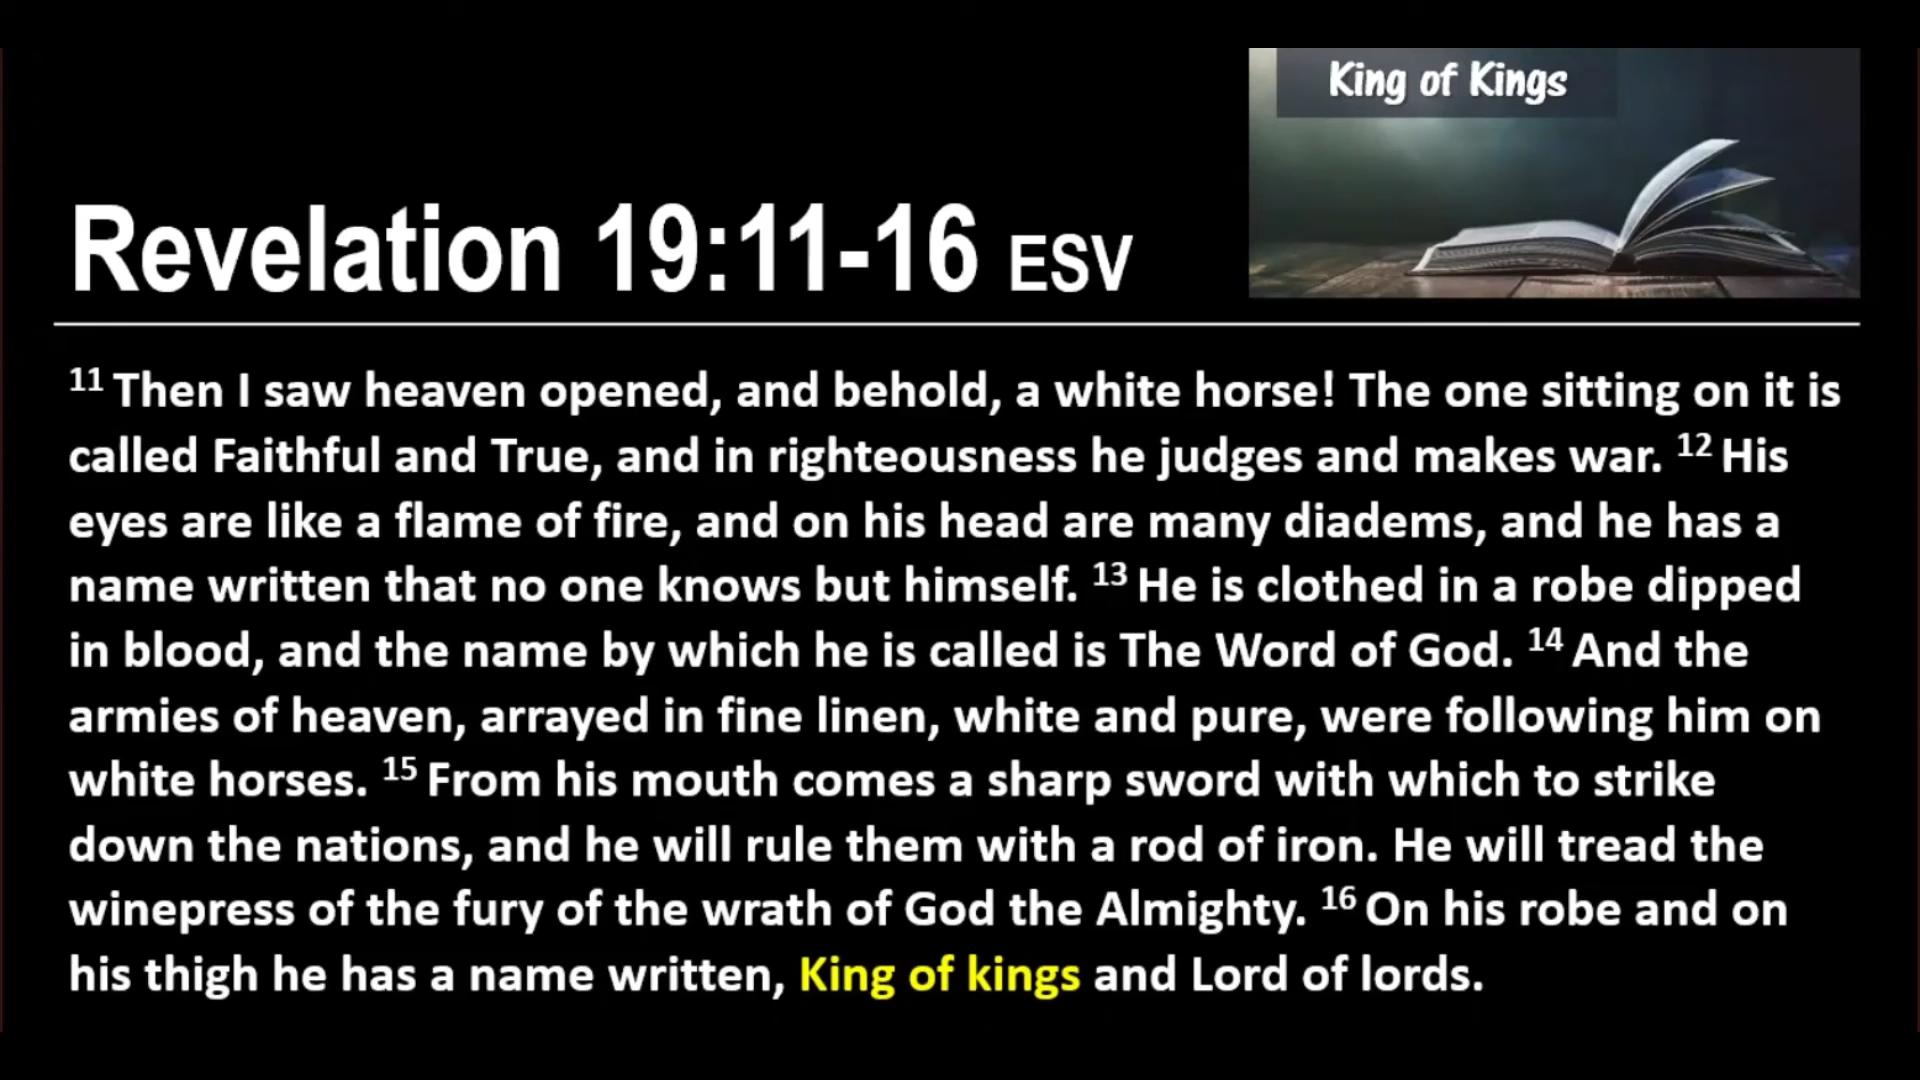 King of Kings
Revelation 19:11-16 ESV
11 Then I saw heaven opened, and behold, a white horse! The one sitting on it is
called Faithful and True, and in righteousness he judges and makes war. 12 His
eyes are like a flame of fire, and on his head are many diadems, and he has a
name written that no one knows but himself. 13 He is clothed in a robe dipped
in blood, and the name by which he is called is The Word of God. 14 And the
armies of heaven, arrayed in fine linen, white and pure, were following him on
white horses. 15 From his mouth comes a sharp sword with which to strike
down the nations, and he will rule them with a rod of iron. He will tread the
winepress of the fury of the wrath of God the Almighty. 16 On his robe and on
his thigh he has a name written, King of kings and Lord of lords.